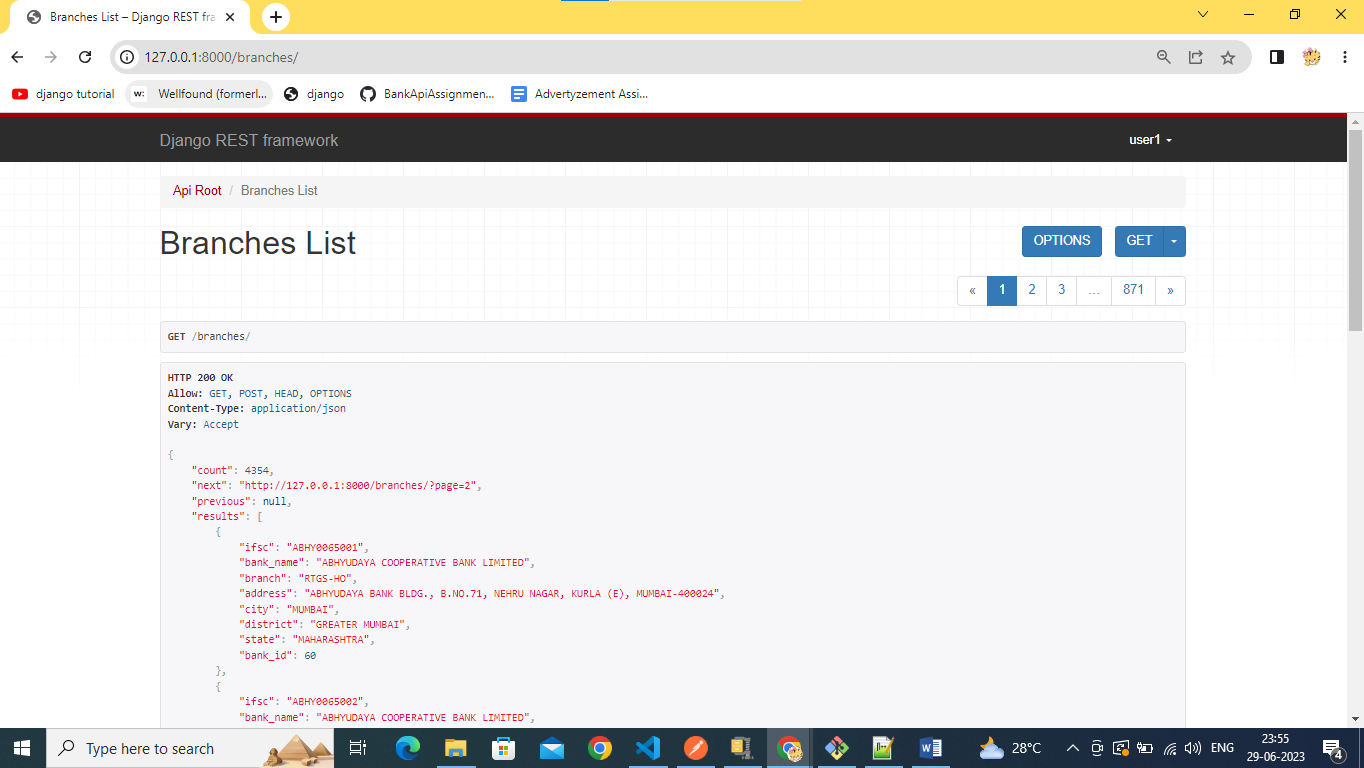 Branches List – Django REST fra
127.0.0.1:8000/branches/
django tutorial
w: Wellfound (formerl...
django
BankApiAssignmen...
Advertyzement Assi...
Django REST framework
user1
Api Root / Branches List
Branches List
OPTIONS
GET
« 1 2 3 … 871 »
GET /branches/
HTTP 200 OK
Allow: GET, POST, HEAD, OPTIONS
Content-Type: application/json
Vary: Accept
{
"count": 4354,
"next": "http://127.0.0.1:8000/branches/?page=2",
"previous": null,
"results": [
{
"ifsc": "ABHY0065001",
"bank_name": "ABHYUDAYA COOPERATIVE BANK LIMITED",
"branch": "RTGS-HO",
"address": "ABHYUDAYA BANK BLDG., B.NO.71, NEHRU NAGAR, KURLA (E), MUMBAI-400024",
"city": "MUMBAI",
"district": "GREATER MUMBAI",
"state": "MAHARASHTRA",
"bank_id": 60
},
{
"ifsc": "ABHY0065002",
"bank_name": "ABHYUDAYA COOPERATIVE BANK LIMITED",
Type here to search
28°C
ENG
23:55
29-06-2023
4